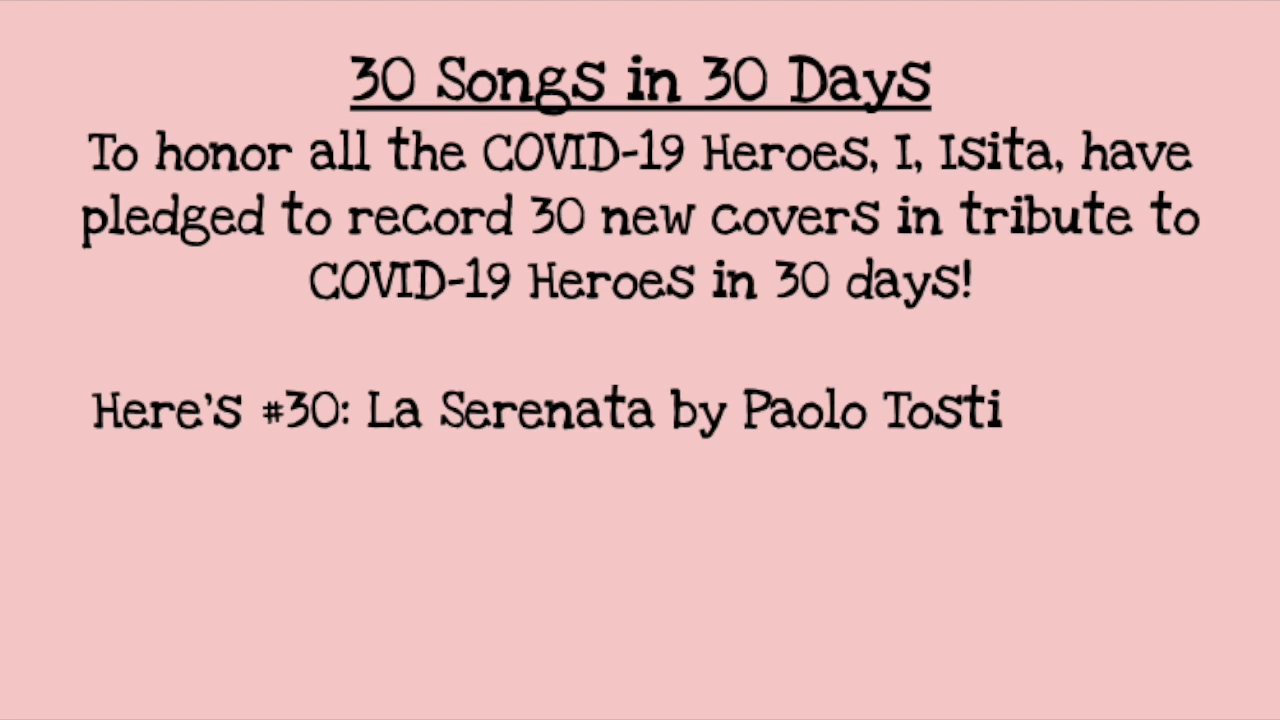 30 Songs in 30 Days
To honor all the COVID-19 Heroes, I, Isita, have
pledged to record 30 new covers in tribute to
COVID-19 Heroes in 30 days!
Here's #30: La Serenata by Paolo Tosti